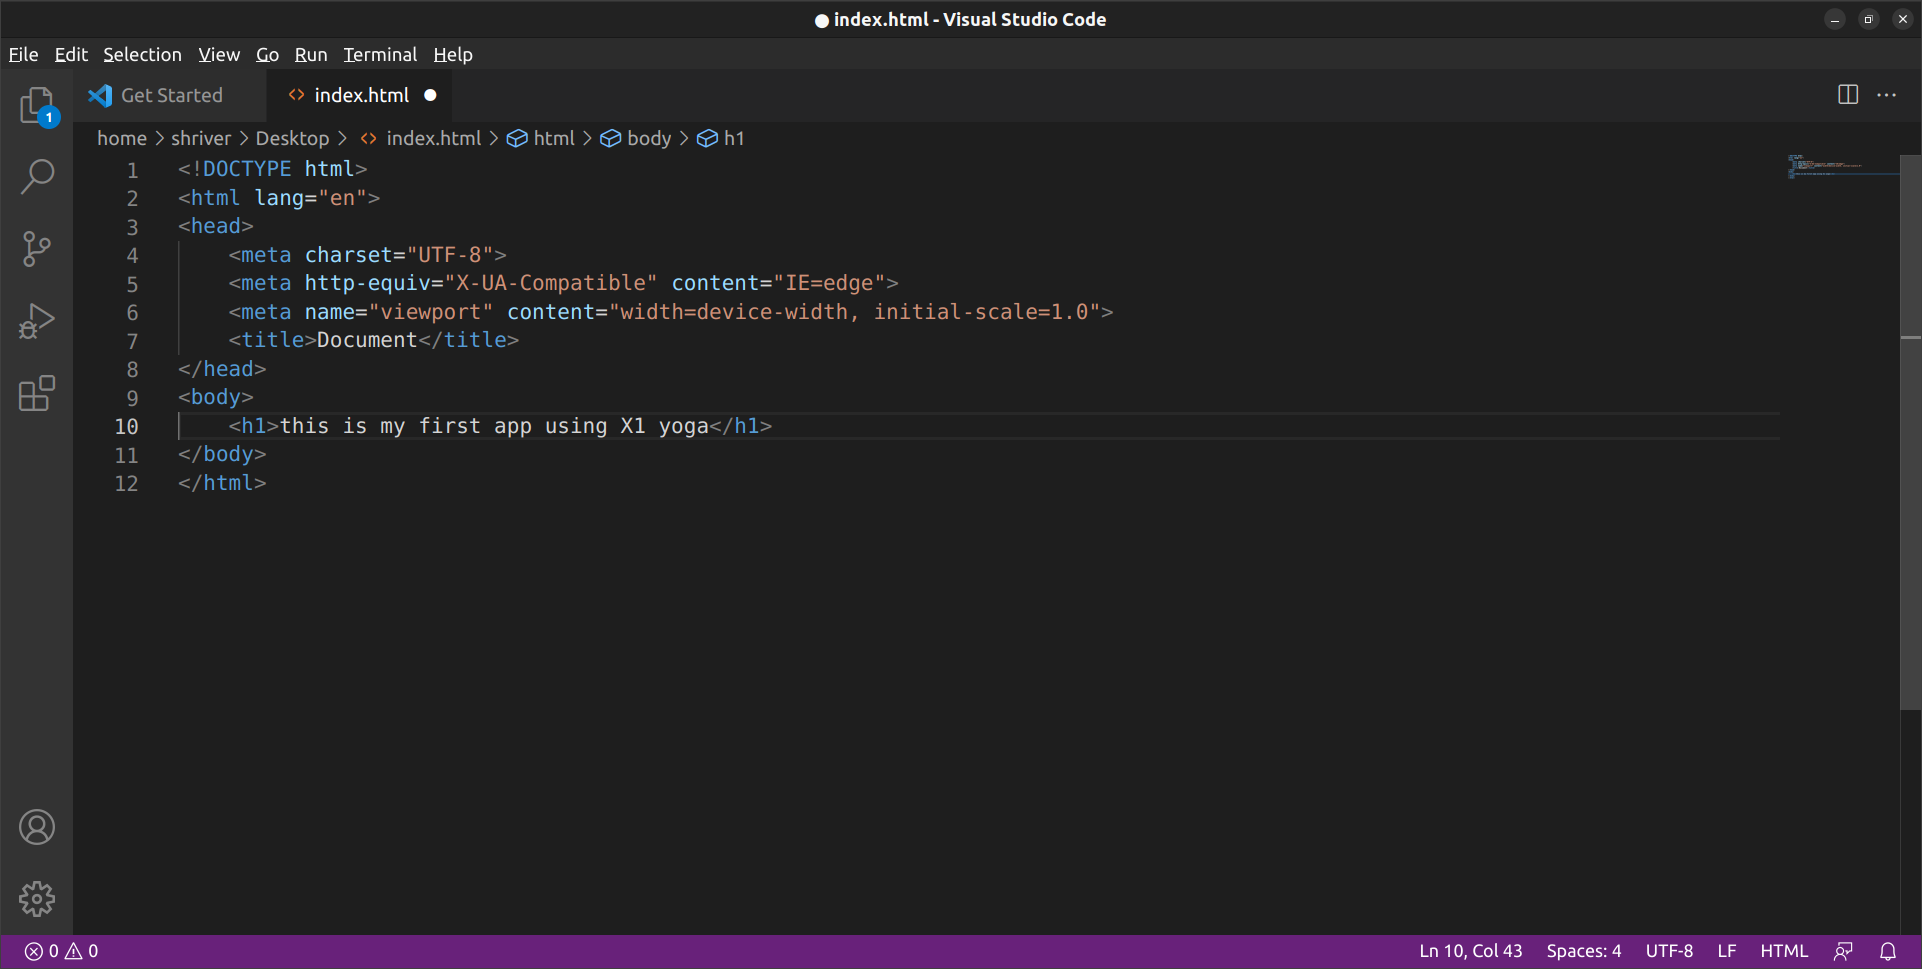 ● index.html - Visual Studio Code
File Edit Selection View Go Run Terminal Help
1
Get Started index.html ●
home > shriver > Desktop > index.html > html > body > h1
1 <!DOCTYPE html>
2 <html lang="en">
3 <head>
4     <meta charset="UTF-8">
5     <meta http-equiv="X-UA-Compatible" content="IE=edge">
6     <meta name="viewport" content="width=device-width, initial-scale=1.0">
7     <title>Document</title>
8 </head>
9 <body>
10     <h1>this is my first app using X1 yoga</h1>
11 </body>
12 </html>
0 0 Ln 10, Col 43 Spaces: 4 UTF-8 LF HTML